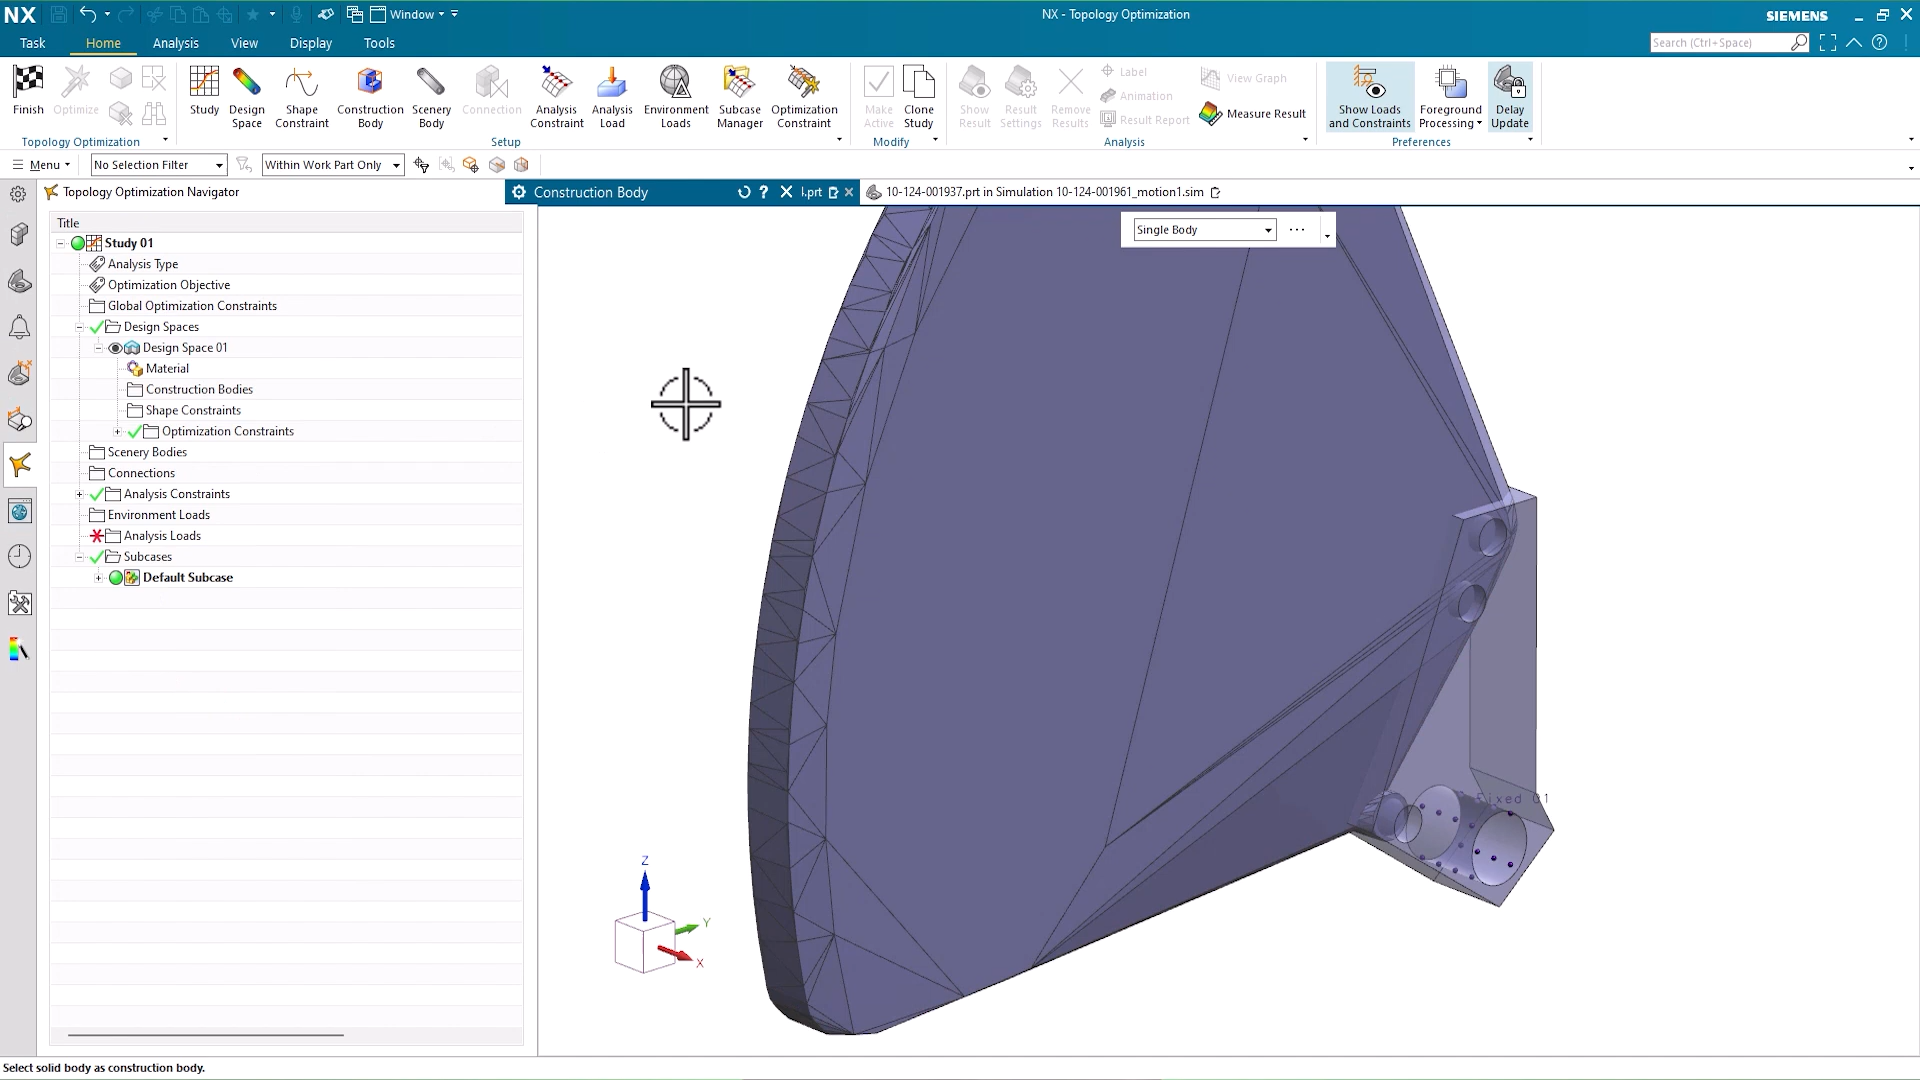 NX
Window
NX - Topology Optimization
SIEMENS
Task
Home
Analysis
View
Display
Tools
Search (Ctrl+Space)
Finish
Optimize
Study
Design
Space
Shape
Constraint
Construction
Body
Scenery
Body
Connection
Analysis
Constraint
Analysis
Load
Environment
Loads
Subcase
Manager
Optimization
Constraint
Make
Active
Clone
Study
Show
Result
Result
Settings
Remove
Results
Label
Animation
Result Report
View Graph
Measure Result
Show Loads
and Constraints
Foreground
Processing
Delay
Update
Topology Optimization
Setup
Modify
Analysis
Preferences
Menu
No Selection Filter
Within Work Part Only
Topology Optimization Navigator
Construction Body
l.prt
10-124-001937.prt in Simulation 10-124-001961_motion1.sim
Title
Study 01
Analysis Type
Optimization Objective
Global Optimization Constraints
Design Spaces
Design Space 01
Material
Construction Bodies
Shape Constraints
Optimization Constraints
Scenery Bodies
Connections
Analysis Constraints
Environment Loads
Analysis Loads
Subcases
Default Subcase
Single Body
Fixed 01
Z
Y
X
Select solid body as construction body.